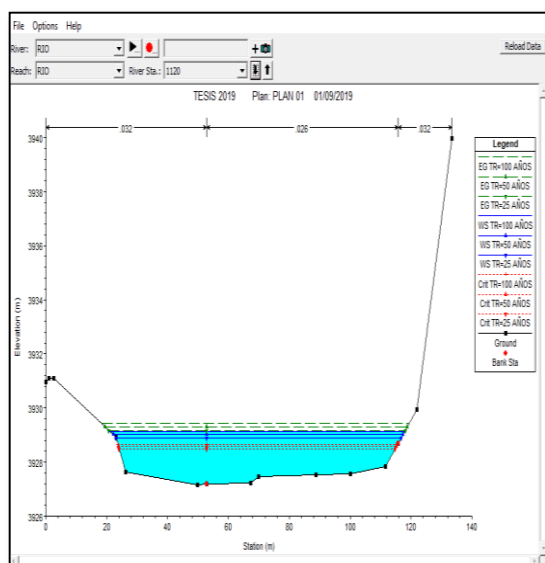 File Options Help
River: RIO
Reload Data
Reach: RIO River Sta.: 1120
TESIS 2019 Plan: PLAN 01 01/09/2019
.032 .026 .032
Legend
EG TR=100 AÑOS
EG TR=50 AÑOS
EG TR=25 AÑOS
WS TR=100 AÑOS
WS TR=50 AÑOS
WS TR=25 AÑOS
Crit TR=100 AÑOS
Crit TR=50 AÑOS
Crit TR=25 AÑOS
Ground
Bank Sta
Elevation (m)
3940
3938
3936
3934
3932
3930
3928
3926
0 20 40 60 80 100 120 140
Station (m)